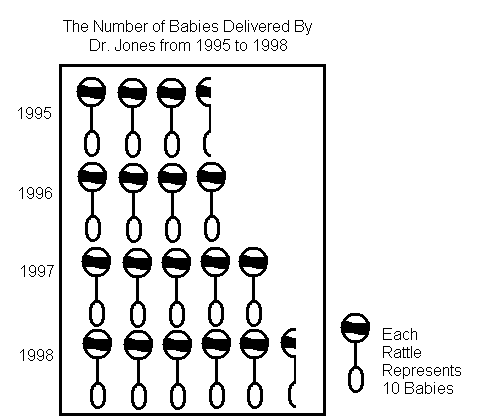 The Number of Babies Delivered By
Dr. Jones from 1995 to 1998
1995
1996
1997
1998
Each
Rattle
Represents
10 Babies